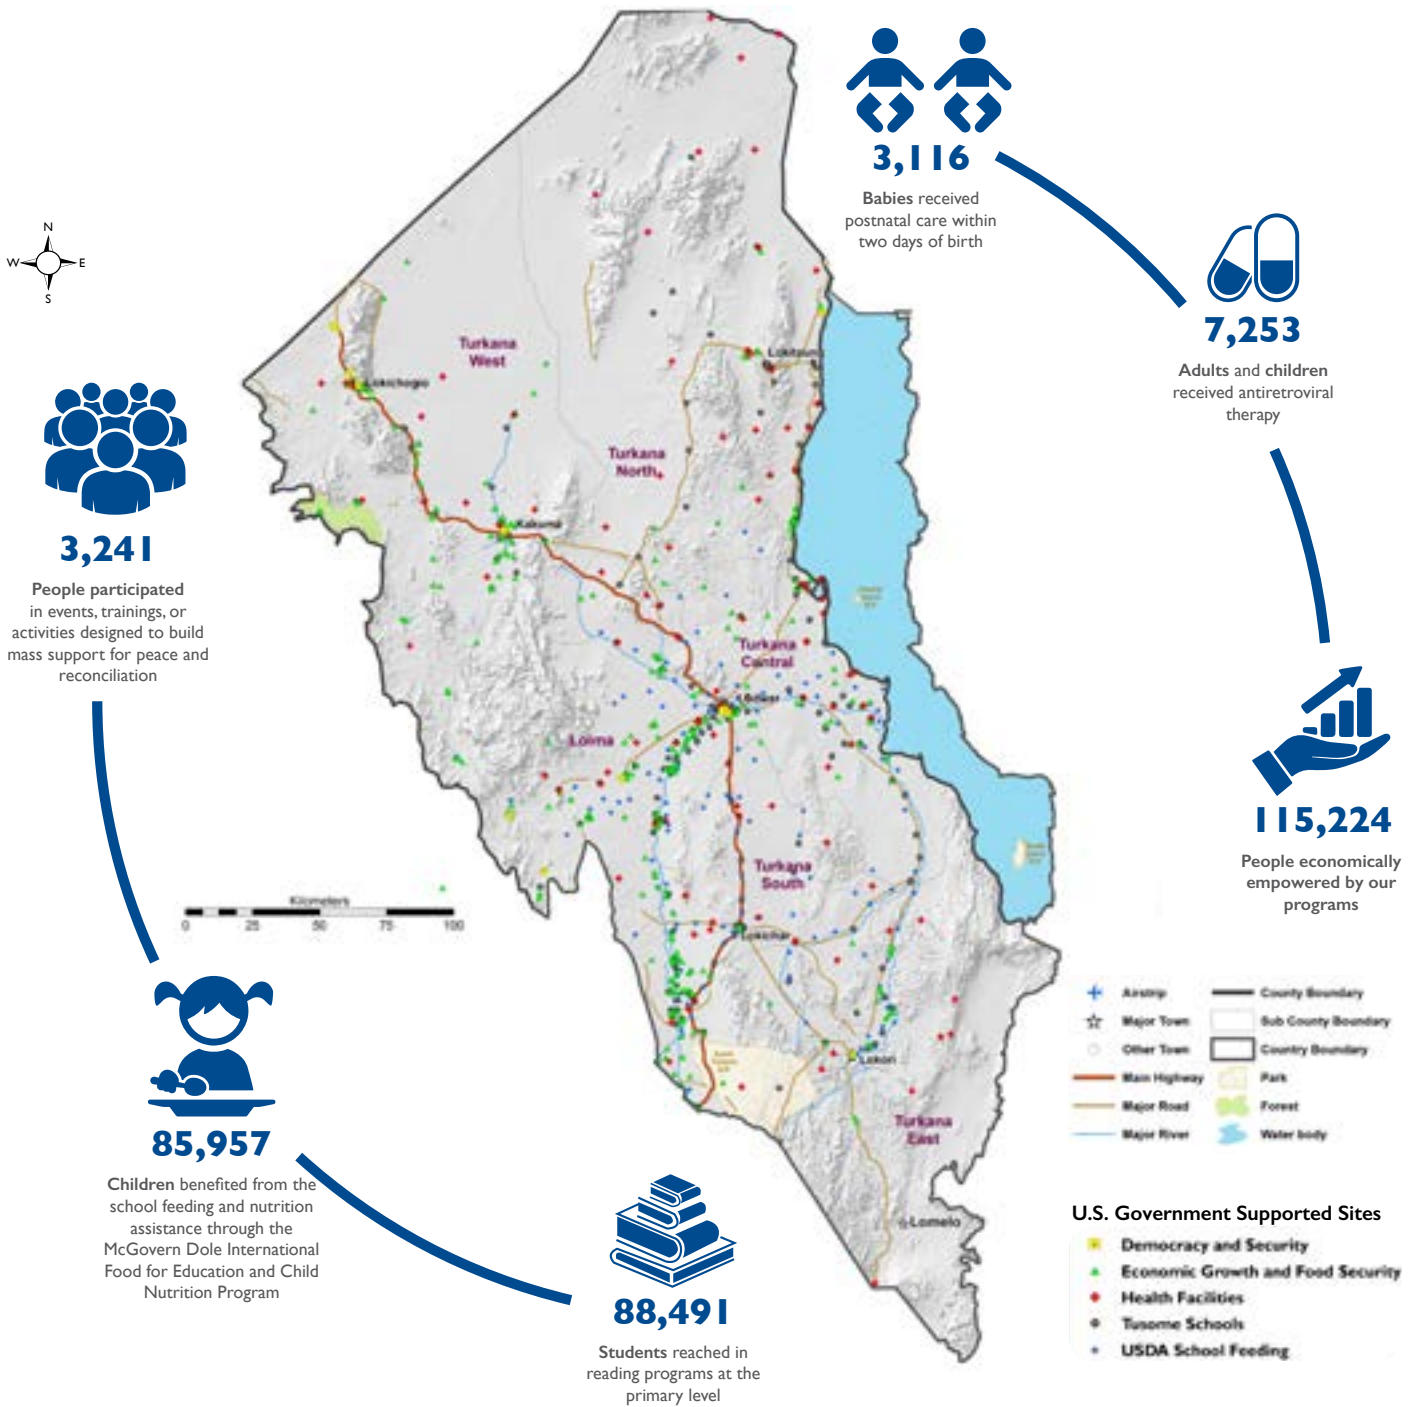 3,116
Babies received
postnatal care within
two days of birth
7,253
Adults and children
received antiretroviral
therapy
115,224
People economically
empowered by our
programs
N
W E
S
3,241
People participated
in events, trainings, or
activities designed to build
mass support for peace and
reconciliation
85,957
Children benefited from the
school feeding and nutrition
assistance through the
McGovern Dole International
Food for Education and Child
Nutrition Program
88,491
Students reached in
reading programs at the
primary level
Turkana
West
Lokichogio
Turkana
North
Kakuma
Turkana
Central
Loima
Turkana
South
Lokichar
Lokori
Turkana
East
Lomelo
Kilometers
0 25 50 75 100
Airstrip
Major Town
Other Town
Main Highway
Major Road
Major River
County Boundary
Sub County Boundary
Country Boundary
Park
Forest
Water body
U.S. Government Supported Sites
Democracy and Security
Economic Growth and Food Security
Health Facilities
Tusome Schools
USDA School Feeding